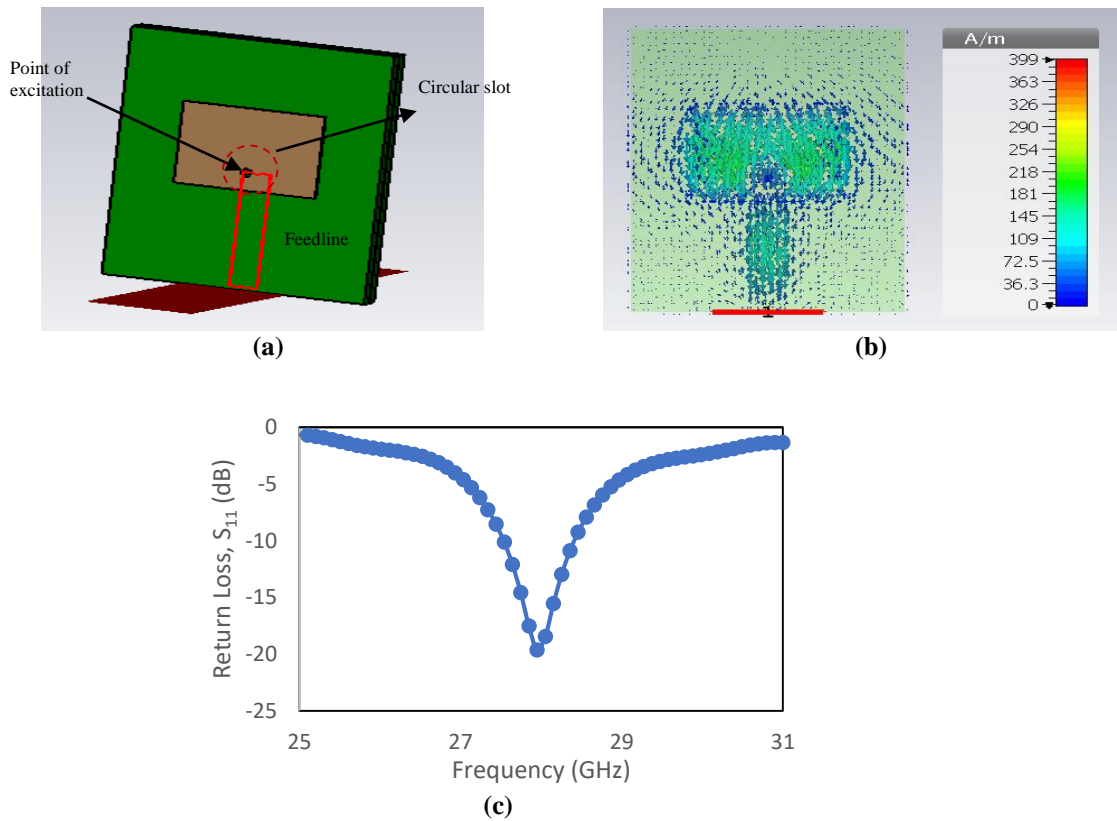 Point of
excitation
Circular slot
Feedline
(a)
A/m
399
363
326
290
254
218
181
145
109
72.5
36.3
0
1
(b)
0
-5
-10
-15
-20
-25
Return Loss, S₁₁ (dB)
25 27 29 31
Frequency (GHz)
(c)